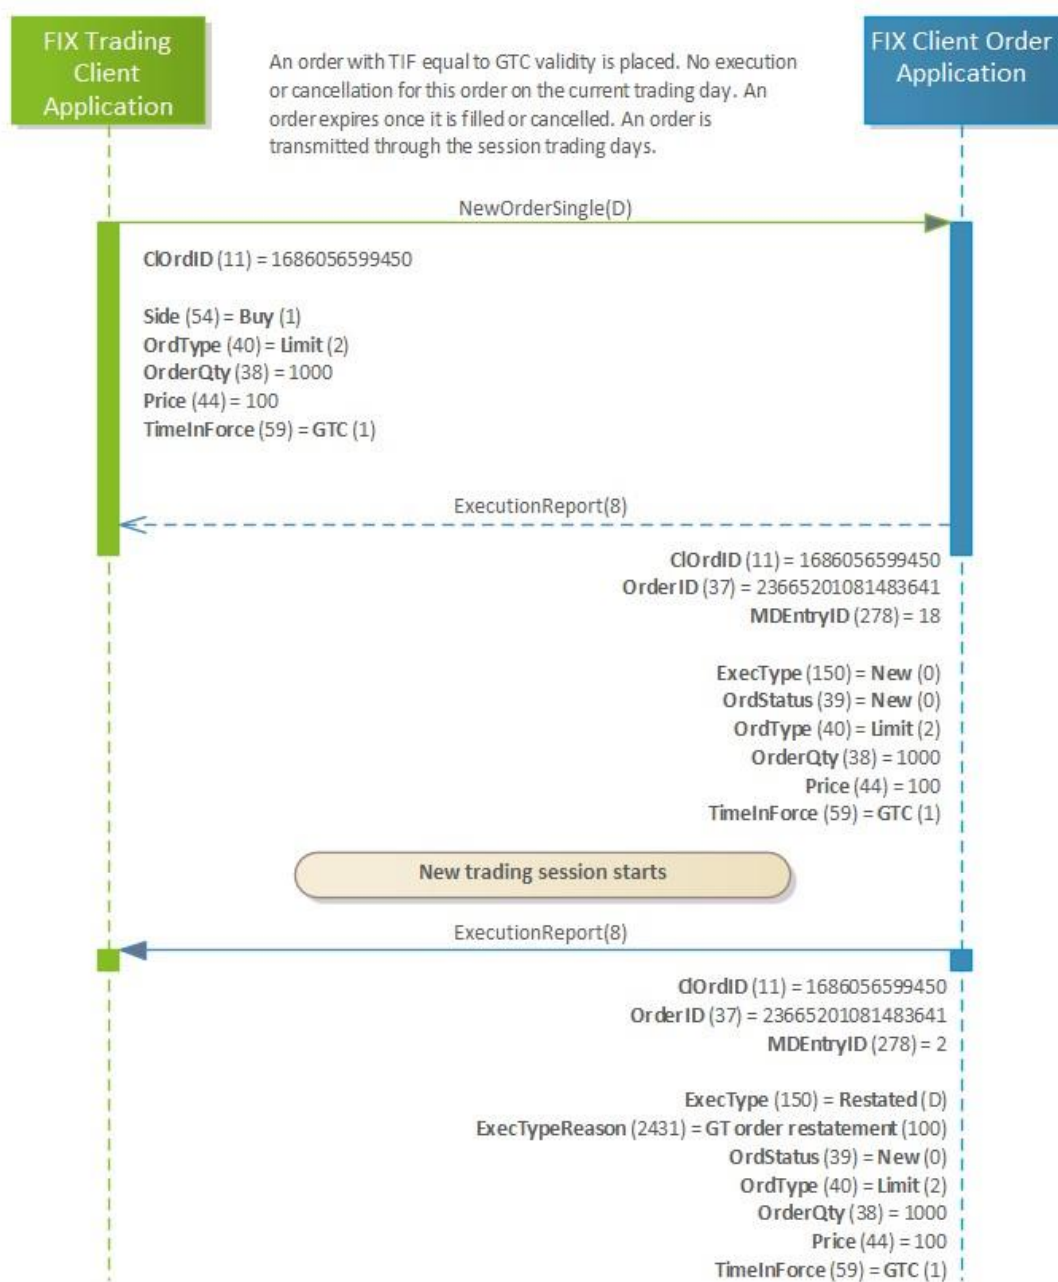 FIX Trading
Client
Application
An order with TIF equal to GTC validity is placed. No execution
or cancellation for this order on the current trading day. An
order expires once it is filled or cancelled. An order is
transmitted through the session trading days.
FIX Client Order
Application
NewOrderSingle(D)
ClOrdID (11) = 1686056599450
Side (54) = Buy (1)
OrdType (40) = Limit (2)
OrderQty (38) = 1000
Price (44) = 100
TimeInForce (59) = GTC (1)
ExecutionReport(8)
ClOrdID (11) = 1686056599450
OrderID (37) = 23665201081483641
MDEntryID (278) = 18
ExecType (150) = New (0)
OrdStatus (39) = New (0)
OrdType (40) = Limit (2)
OrderQty (38) = 1000
Price (44) = 100
TimeInForce (59) = GTC (1)
New trading session starts
ExecutionReport(8)
ClOrdID (11) = 1686056599450
OrderID (37) = 23665201081483641
MDEntryID (278) = 2
ExecType (150) = Restated (D)
ExecTypeReason (2431) = GT order restatement (100)
OrdStatus (39) = New (0)
OrdType (40) = Limit (2)
OrderQty (38) = 1000
Price (44) = 100
TimeInForce (59) = GTC (1)